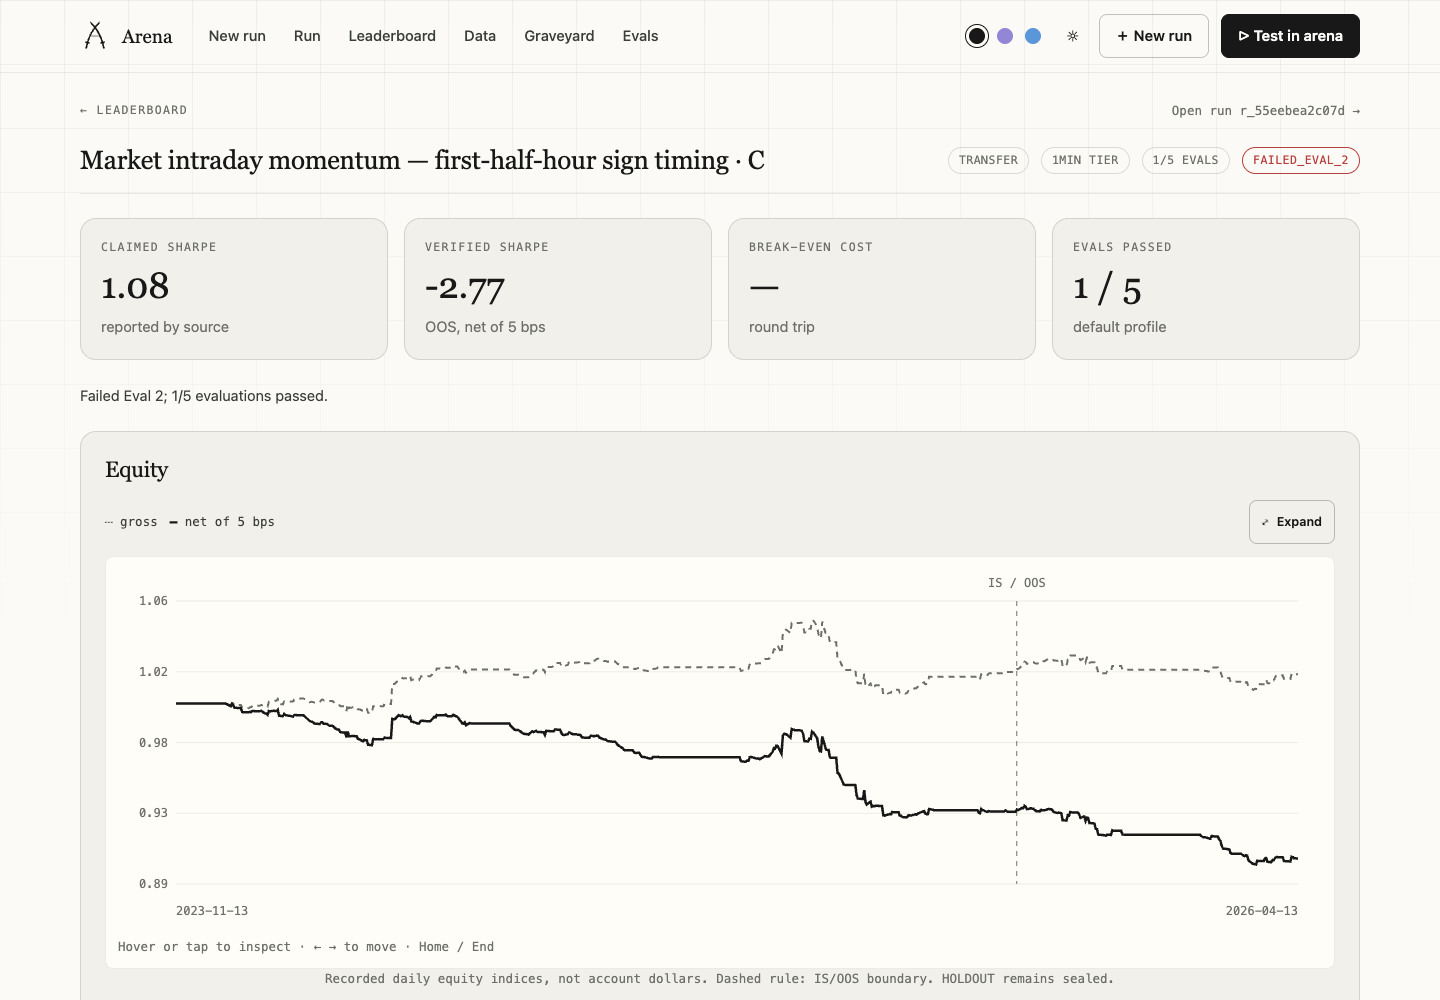 Arena New run Run Leaderboard Data Graveyard Evals + New run Test in arena
← LEADERBOARD Open run r_55eebea2c07d →
Market intraday momentum — first-half-hour sign timing · C TRANSFER 1MIN TIER 1/5 EVALS FAILED_EVAL_2
CLAIMED SHARPE
1.08
reported by source
VERIFIED SHARPE
-2.77
OOS, net of 5 bps
BREAK-EVEN COST
—
round trip
EVALS PASSED
1 / 5
default profile
Failed Eval 2; 1/5 evaluations passed.
Equity
gross net of 5 bps Expand
IS / OOS
1.06
1.02
0.98
0.93
0.89
2023-11-13 2026-04-13
Hover or tap to inspect · ← → to move · Home / End
Recorded daily equity indices, not account dollars. Dashed rule: IS/OOS boundary. HOLDOUT remains sealed.